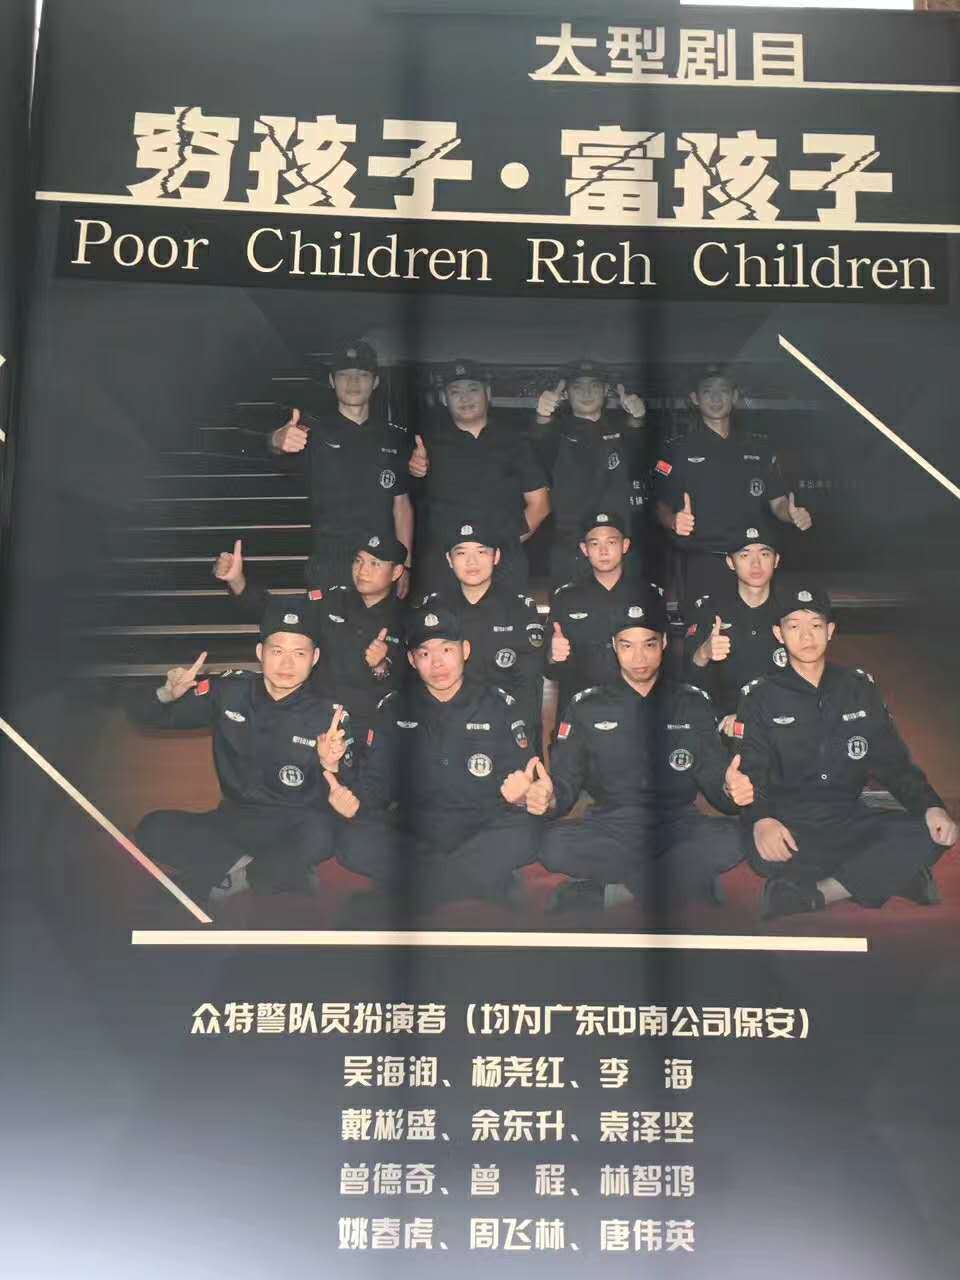 大型剧目
穷孩子·富孩子
Poor Children Rich Children
众特警队员扮演者（均为广东中南公司保安）
吴海润、杨尧红、李　海
戴彬盛、余东升、袁泽坚
曾德奇、曾　程、林智鸿
姚春虎、周飞林、唐伟英